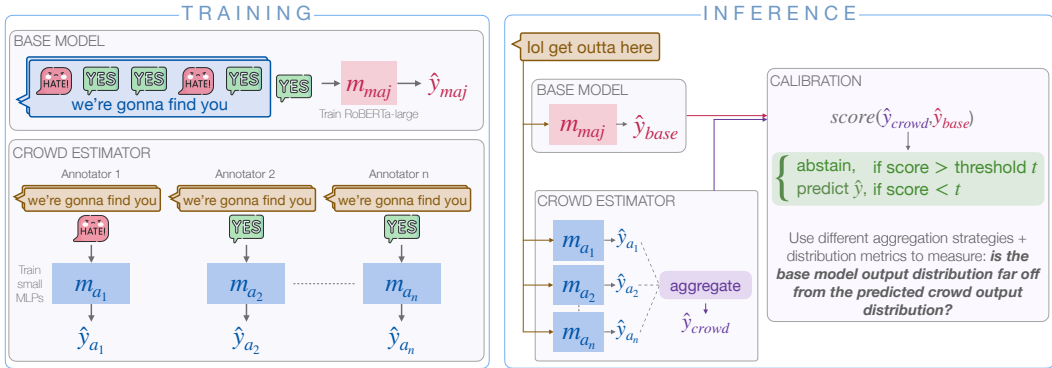 TRAINING
BASE MODEL
HATE! YES YES HATE! YES YES
we're gonna find you
m_maj
ŷ_maj
Train RoBERTa-large
CROWD ESTIMATOR
Annotator 1 Annotator 2 Annotator n
we're gonna find you we're gonna find you we're gonna find you
HATE! YES YES
Train
small
MLPs
m_a1 m_a2 m_an
ŷ_a1 ŷ_a2 ŷ_an
INFERENCE
lol get outta here
BASE MODEL
m_maj ŷ_base
CROWD ESTIMATOR
m_a1 ŷ_a1
m_a2 ŷ_a2
m_an ŷ_an
aggregate
ŷ_crowd
CALIBRATION
score(ŷ_crowd,ŷ_base)
{ abstain, if score > threshold t
predict ŷ, if score < t
Use different aggregation strategies +
distribution metrics to measure: is the
base model output distribution far off
from the predicted crowd output
distribution?